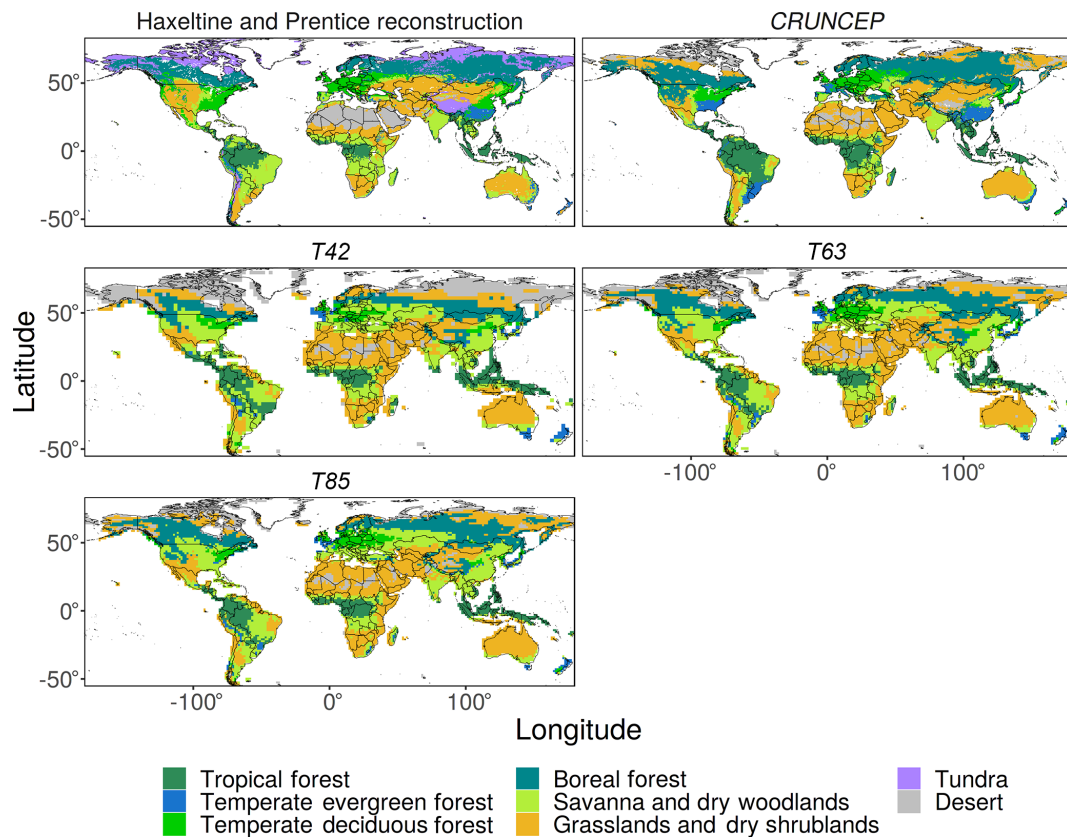 Haxeltine and Prentice reconstruction
CRUNCEP
50°
0°
-50°
T42
T63
50°
0°
-50°
-100° 0° 100°
T85
50°
0°
-50°
-100° 0° 100°
Latitude
Longitude
Tropical forest
Temperate evergreen forest
Temperate deciduous forest
Boreal forest
Savanna and dry woodlands
Grasslands and dry shrublands
Tundra
Desert